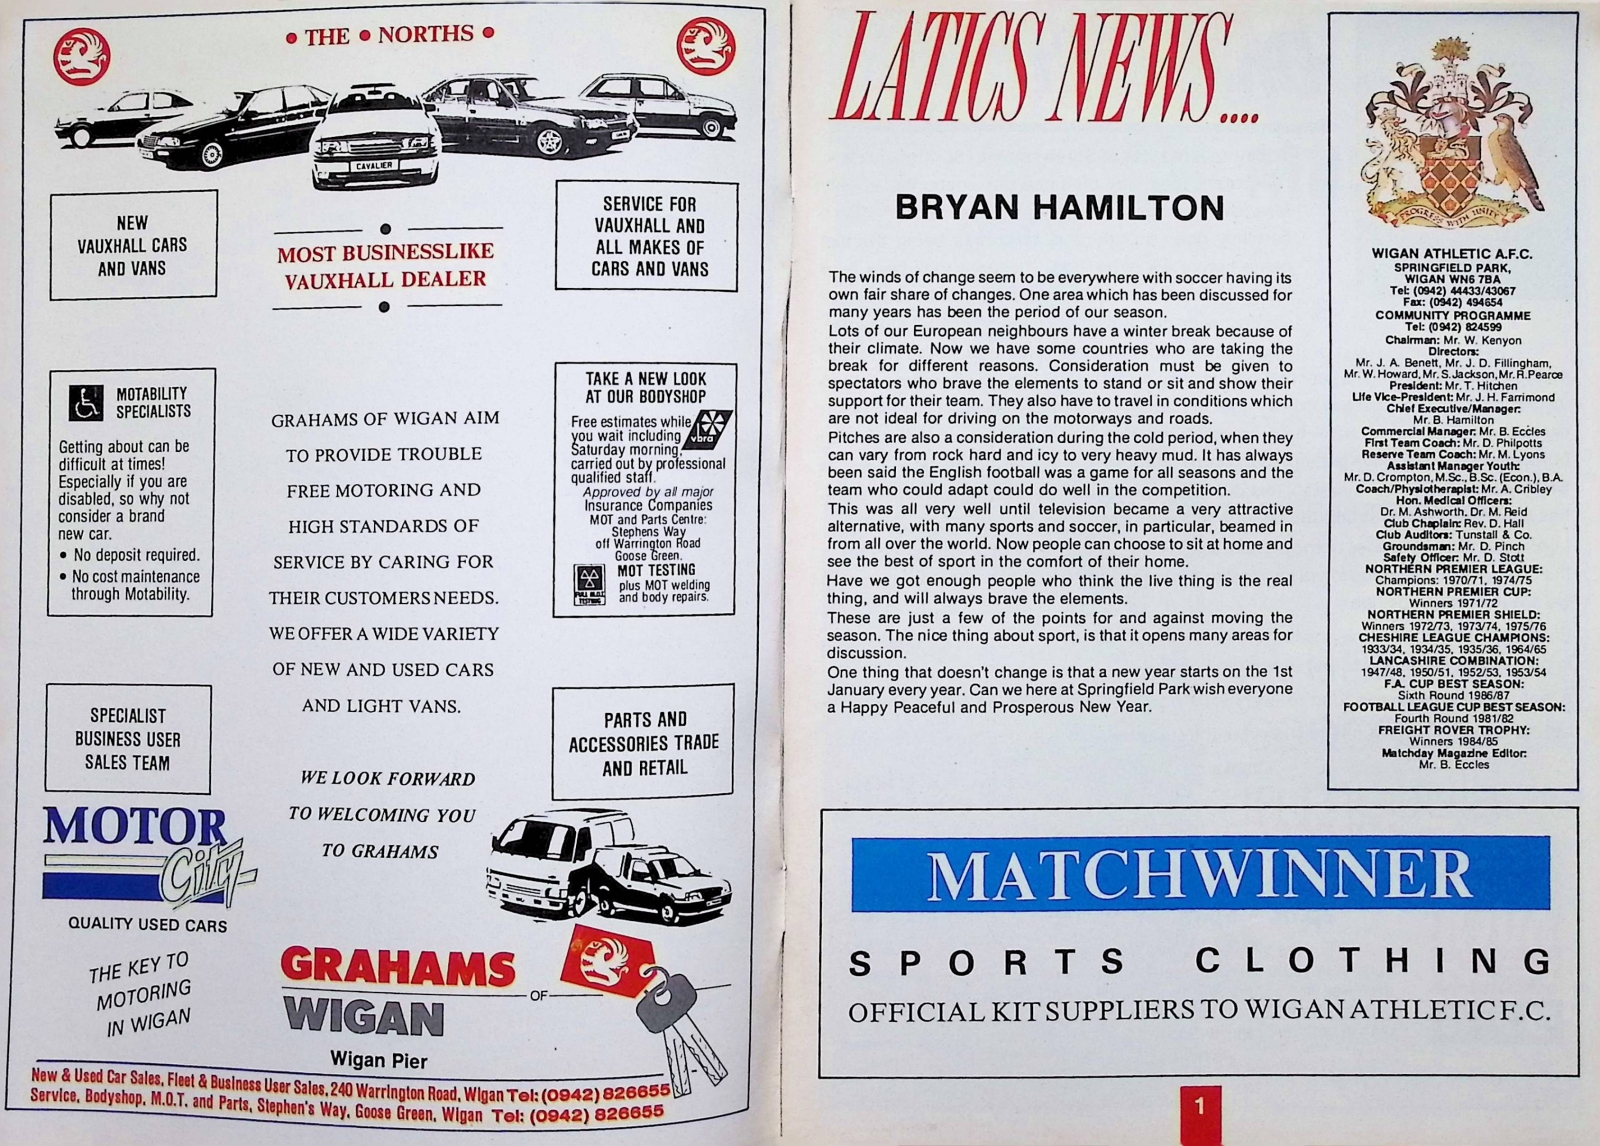 • THE • NORTHS •
CAVALIER
NEW
VAUXHALL CARS
AND VANS
MOST BUSINESSLIKE
VAUXHALL DEALER
SERVICE FOR
VAUXHALL AND
ALL MAKES OF
CARS AND VANS
MOTABILITY
SPECIALISTS
Getting about can be
difficult at times!
Especially if you are
disabled, so why not
consider a brand
new car.
• No deposit required.
• No cost maintenance
through Motability.
GRAHAMS OF WIGAN AIM
TO PROVIDE TROUBLE
FREE MOTORING AND
HIGH STANDARDS OF
SERVICE BY CARING FOR
THEIR CUSTOMERS NEEDS.
WE OFFER A WIDE VARIETY
OF NEW AND USED CARS
AND LIGHT VANS.
TAKE A NEW LOOK
AT OUR BODYSHOP
Free estimates while
you wait including
Saturday morning,
carried out by professional
qualified staff.
vbra
Approved by all major
Insurance Companies
MOT and Parts Centre:
Stephens Way
off Warrington Road
Goose Green.
MOT TESTING
plus MOT welding
and body repairs.
FULL M.O.T.
TESTING
SPECIALIST
BUSINESS USER
SALES TEAM
WE LOOK FORWARD
TO WELCOMING YOU
TO GRAHAMS
PARTS AND
ACCESSORIES TRADE
AND RETAIL
MOTOR
City
QUALITY USED CARS
THE KEY TO
MOTORING
IN WIGAN
GRAHAMS
OF
WIGAN
Wigan Pier
New & Used Car Sales, Fleet & Business User Sales, 240 Warrington Road, Wigan Tel: (0942) 826655
Service, Bodyshop, M.O.T. and Parts, Stephen's Way, Goose Green, Wigan Tel: (0942) 826655
LATICS NEWS....
BRYAN HAMILTON
The winds of change seem to be everywhere with soccer having its
own fair share of changes. One area which has been discussed for
many years has been the period of our season.
Lots of our European neighbours have a winter break because of
their climate. Now we have some countries who are taking the
break for different reasons. Consideration must be given to
spectators who brave the elements to stand or sit and show their
support for their team. They also have to travel in conditions which
are not ideal for driving on the motorways and roads.
Pitches are also a consideration during the cold period, when they
can vary from rock hard and icy to very heavy mud. It has always
been said the English football was a game for all seasons and the
team who could adapt could do well in the competition.
This was all very well until television became a very attractive
alternative, with many sports and soccer, in particular, beamed in
from all over the world. Now people can choose to sit at home and
see the best of sport in the comfort of their home.
Have we got enough people who think the live thing is the real
thing, and will always brave the elements.
These are just a few of the points for and against moving the
season. The nice thing about sport, is that it opens many areas for
discussion.
One thing that doesn't change is that a new year starts on the 1st
January every year. Can we here at Springfield Park wish everyone
a Happy Peaceful and Prosperous New Year.
PROGRESS WITH UNITY
WIGAN ATHLETIC A.F.C.
SPRINGFIELD PARK,
WIGAN WN6 7BA
Tel: (0942) 44433/43067
Fax: (0942) 494654
COMMUNITY PROGRAMME
Tel: (0942) 824599
Chairman: Mr. W. Kenyon
Directors:
Mr. J. A. Benett, Mr. J. D. Fillingham,
Mr. W. Howard, Mr. S. Jackson, Mr. R. Pearce
President: Mr. T. Hitchen
Life Vice-President: Mr. J. H. Farrimond
Chief Executive/Manager:
Mr. B. Hamilton
Commercial Manager: Mr. B. Eccles
First Team Coach: Mr. D. Philpotts
Reserve Team Coach: Mr. M. Lyons
Assistant Manager Youth:
Mr. D. Crompton, M.Sc., B.Sc. (Econ.), B.A.
Coach/Physiotherapist: Mr. A. Cribley
Hon. Medical Officers:
Dr. M. Ashworth. Dr. M. Reid
Club Chaplain: Rev. D. Hall
Club Auditors: Tunstall & Co.
Groundsman: Mr. D. Pinch
Safety Officer: Mr. D. Stott
NORTHERN PREMIER LEAGUE:
Champions: 1970/71, 1974/75
NORTHERN PREMIER CUP:
Winners 1971/72
NORTHERN PREMIER SHIELD:
Winners 1972/73, 1973/74, 1975/76
CHESHIRE LEAGUE CHAMPIONS:
1933/34, 1934/35, 1935/36, 1964/65
LANCASHIRE COMBINATION:
1947/48, 1950/51, 1952/53, 1953/54
F.A. CUP BEST SEASON:
Sixth Round 1986/87
FOOTBALL LEAGUE CUP BEST SEASON:
Fourth Round 1981/82
FREIGHT ROVER TROPHY:
Winners 1984/85
Matchday Magazine Editor:
Mr. B. Eccles
MATCHWINNER
SPORTS CLOTHING
OFFICIAL KIT SUPPLIERS TO WIGAN ATHLETIC F.C.
1